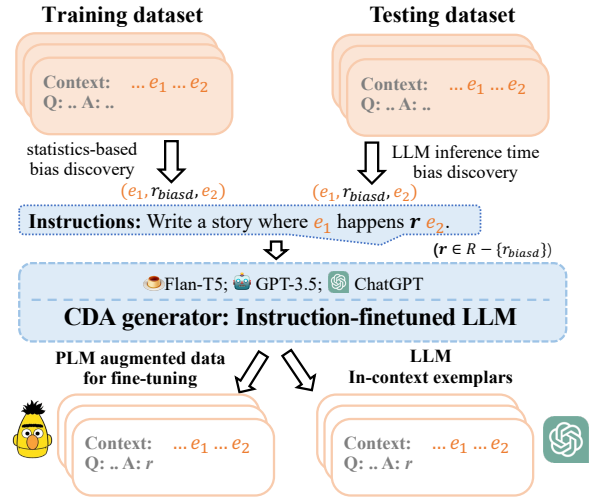 Training dataset
Testing dataset
Context: ... e1 ... e2
Q: .. A: ..
Context: ... e1 ... e2
Q: .. A: ..
statistics-based
bias discovery
LLM inference time
bias discovery
(e1, rbiasd, e2)
(e1, rbiasd, e2)
Instructions: Write a story where e1 happens r e2.
(r ∈ R − {rbiasd})
Flan-T5; GPT-3.5; ChatGPT
CDA generator: Instruction-finetuned LLM
PLM augmented data
for fine-tuning
LLM
In-context exemplars
Context: ... e1 ... e2
Q: .. A: r
Context: ... e1 ... e2
Q: .. A: r